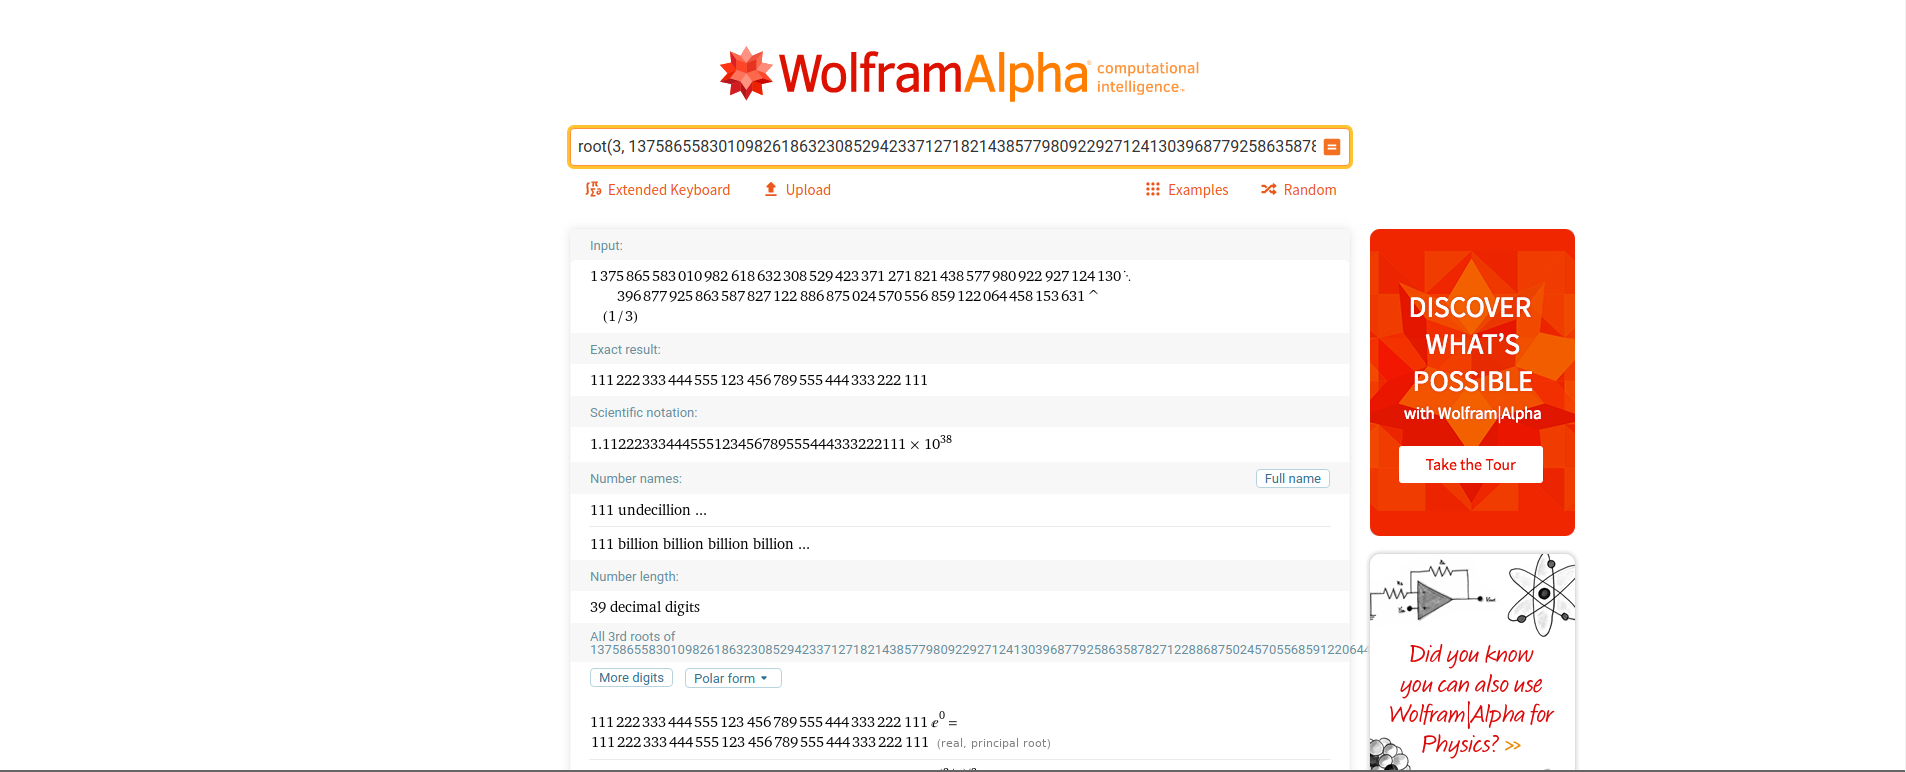 WolframAlpha computational intelligence™
root(3, 13758655830109826186323085294233712718214385779809229271241303968779258635878
Extended Keyboard Upload Examples Random
Input:
1 375 865 583 010 982 618 632 308 529 423 371 271 821 438 577 980 922 927 124 130 ⋱
396 877 925 863 587 827 122 886 875 024 570 556 859 122 064 458 153 631 ^
(1/3)
Exact result:
111 222 333 444 555 123 456 789 555 444 333 222 111
Scientific notation:
1.11222333444555123456789555444333222111 × 10^38
Number names:
Full name
111 undecillion ...
111 billion billion billion billion ...
Number length:
39 decimal digits
All 3rd roots of
1375865583010982618632308529423371271821438577980922927124130396877925863587827122886875024570556859122064
More digits Polar form
111 222 333 444 555 123 456 789 555 444 333 222 111 e^0 =
111 222 333 444 555 123 456 789 555 444 333 222 111 (real, principal root)
DISCOVER
WHAT'S
POSSIBLE
with Wolfram|Alpha
Take the Tour
Did you know
you can also use
Wolfram|Alpha for
Physics? >>